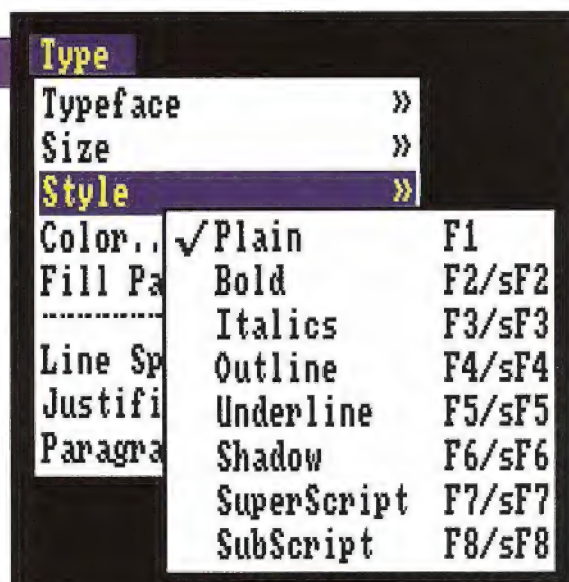 Type
Typeface »
Size »
Style »
Color..
Fill Pa
Line Sp
Justifi
Paragra
✓Plain F1
Bold F2/sF2
Italics F3/sF3
Outline F4/sF4
Underline F5/sF5
Shadow F6/sF6
SuperScript F7/sF7
SubScript F8/sF8